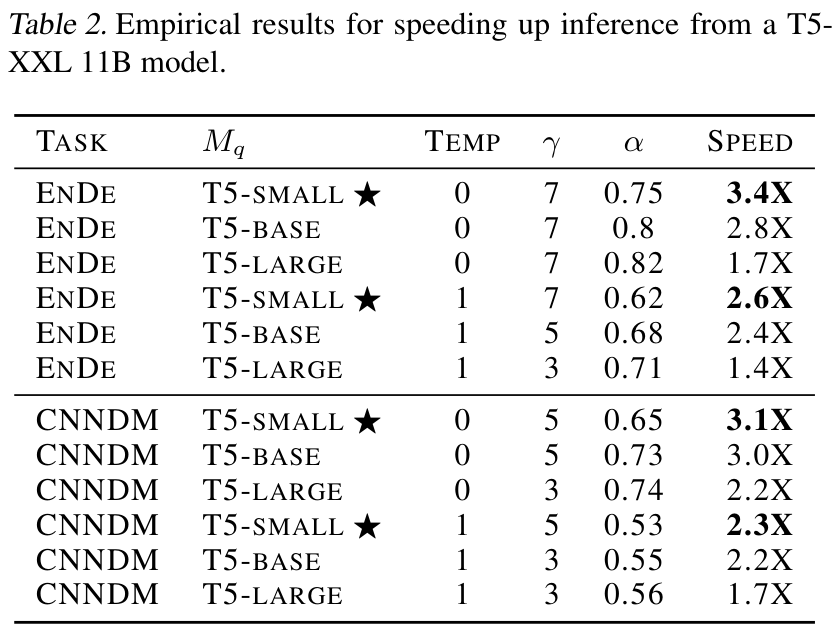 Table 2. Empirical results for speeding up inference from a T5-
XXL 11B model.
TASK M_q TEMP γ α SPEED
ENDE T5-SMALL ★ 0 7 0.75 3.4X
ENDE T5-BASE 0 7 0.8 2.8X
ENDE T5-LARGE 0 7 0.82 1.7X
ENDE T5-SMALL ★ 1 7 0.62 2.6X
ENDE T5-BASE 1 5 0.68 2.4X
ENDE T5-LARGE 1 3 0.71 1.4X
CNNDM T5-SMALL ★ 0 5 0.65 3.1X
CNNDM T5-BASE 0 5 0.73 3.0X
CNNDM T5-LARGE 0 3 0.74 2.2X
CNNDM T5-SMALL ★ 1 5 0.53 2.3X
CNNDM T5-BASE 1 3 0.55 2.2X
CNNDM T5-LARGE 1 3 0.56 1.7X